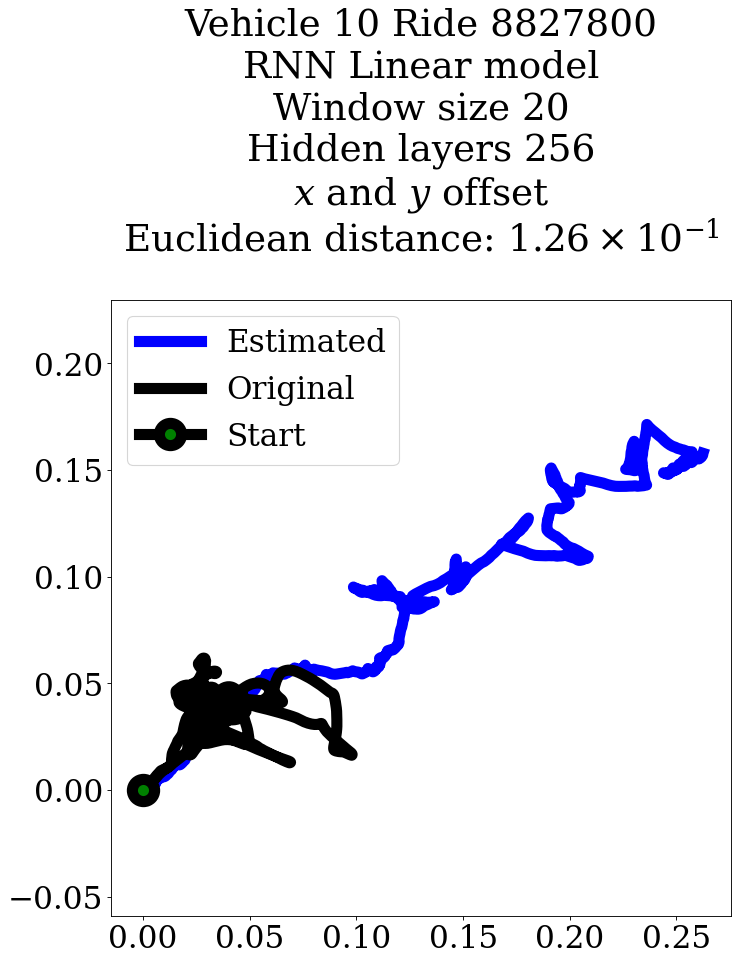 Vehicle 10 Ride 8827800
RNN Linear model
Window size 20
Hidden layers 256
x and y offset
Euclidean distance: 1.26 × 10⁻¹
Estimated
Original
Start
0.20
0.15
0.10
0.05
0.00
−0.05
0.00 0.05 0.10 0.15 0.20 0.25